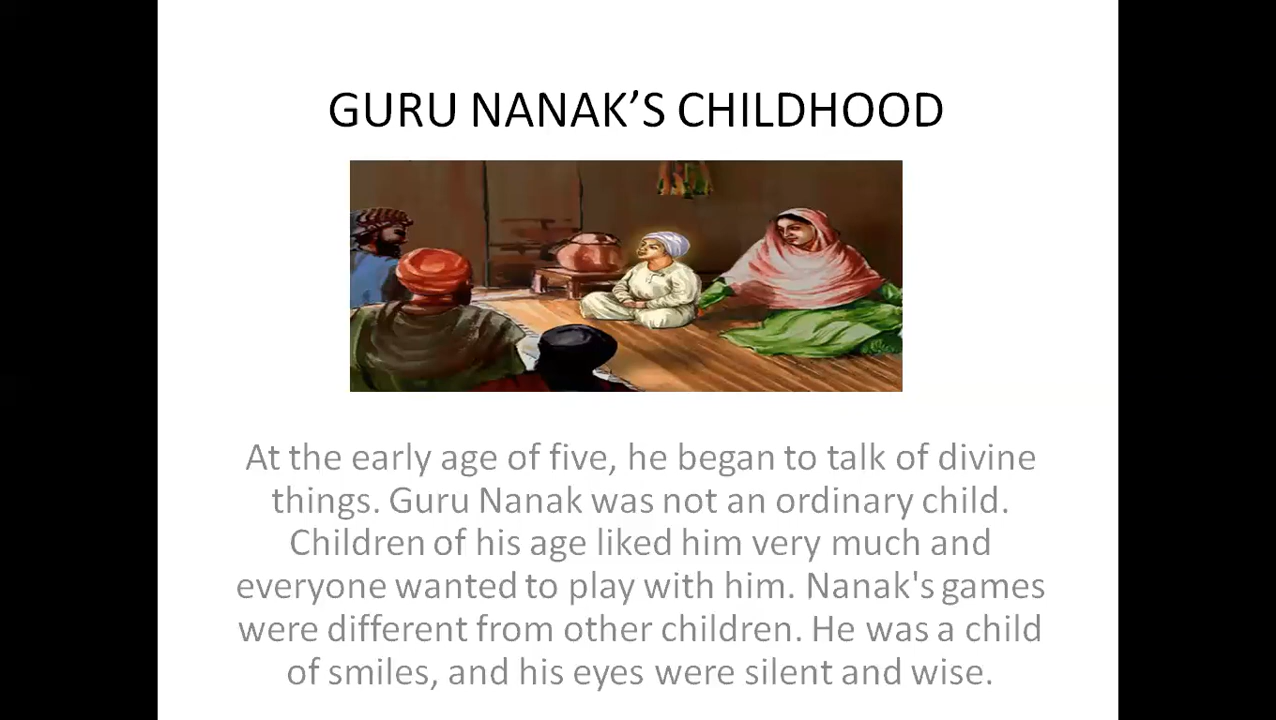 GURU NANAK’S CHILDHOOD
At the early age of five, he began to talk of divine
things. Guru Nanak was not an ordinary child.
Children of his age liked him very much and
everyone wanted to play with him. Nanak's games
were different from other children. He was a child
of smiles, and his eyes were silent and wise.